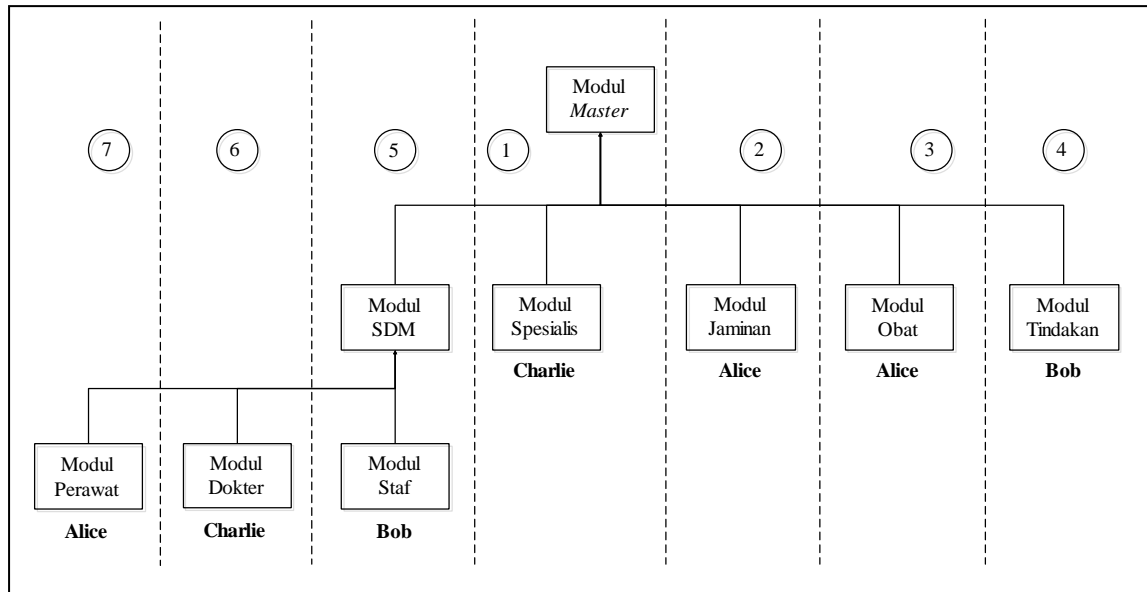 Modul
Master
7
6
5
1
2
3
4
Modul
SDM
Modul
Spesialis
Modul
Jaminan
Modul
Obat
Modul
Tindakan
Charlie
Alice
Alice
Bob
Modul
Perawat
Modul
Dokter
Modul
Staf
Alice
Charlie
Bob